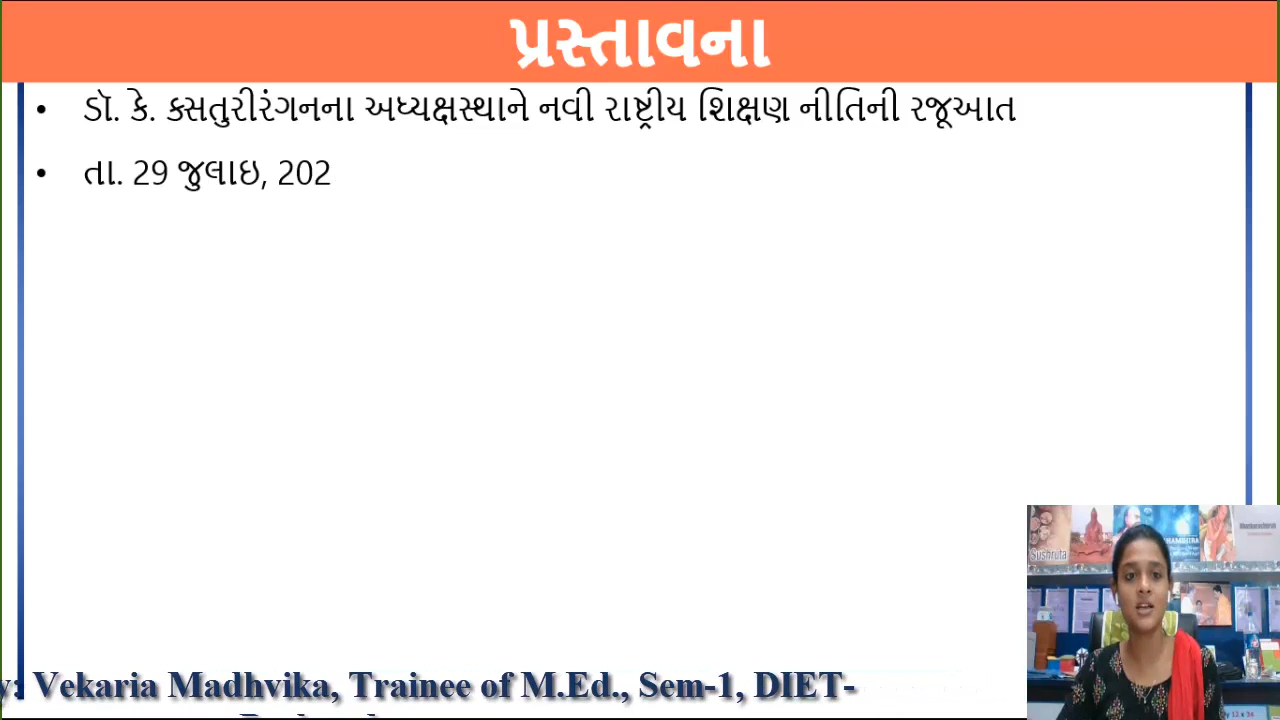 પ્રસ્તાવના
• ડૉ. કે. ક્સતુરીરંગનના અધ્યક્ષસ્થાને નવી રાષ્ટ્રીય શિક્ષણ નીતિની રજૂઆત
• તા. 29 જુલાઇ, 202
Sushruta
y: Vekaria Madhvika, Trainee of M.Ed., Sem-1, DIET-